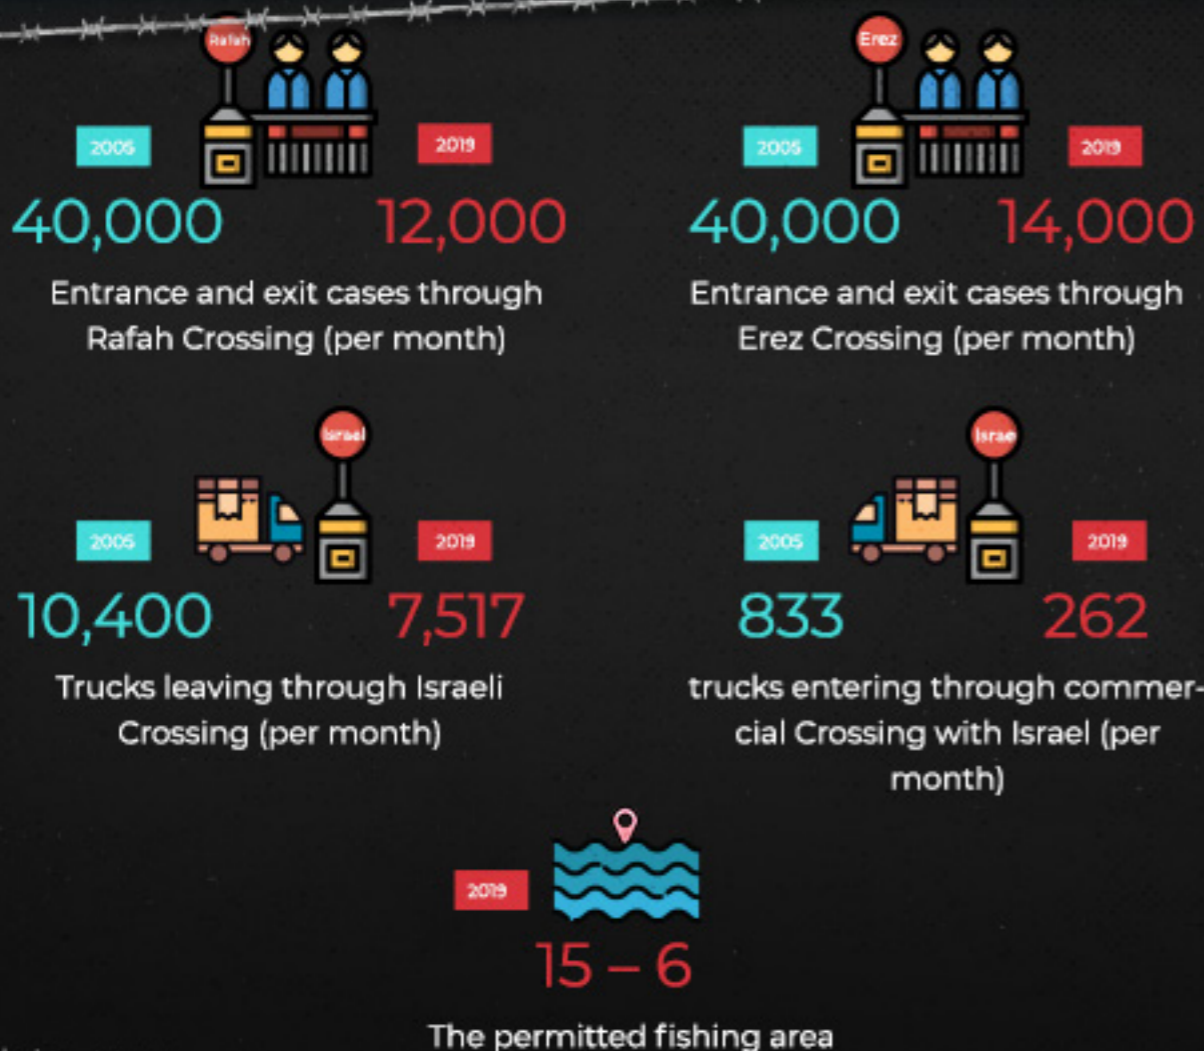 Rafah
Erez
2005
2019
2005
2019
40,000
12,000
40,000
14,000
Entrance and exit cases through
Rafah Crossing (per month)
Entrance and exit cases through
Erez Crossing (per month)
Israel
Israe
2005
2019
2005
2019
10,400
7,517
833
262
Trucks leaving through Israeli
Crossing (per month)
trucks entering through commer-
cial Crossing with Israel (per
month)
2019
15 – 6
The permitted fishing area